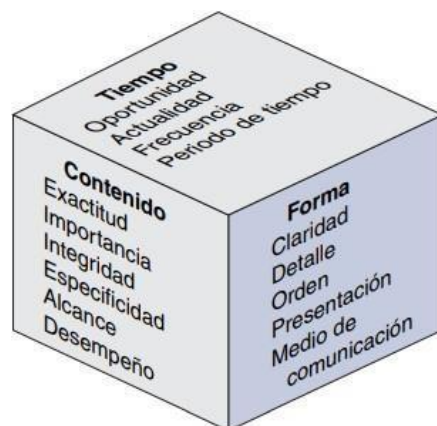 Tiempo
Oportunidad
Actualidad
Frecuencia
Periodo de tiempo
Contenido
Exactitud
Importancia
Integridad
Especificidad
Alcance
Desempeño
Forma
Claridad
Detalle
Orden
Presentación
Medio de
comunicación